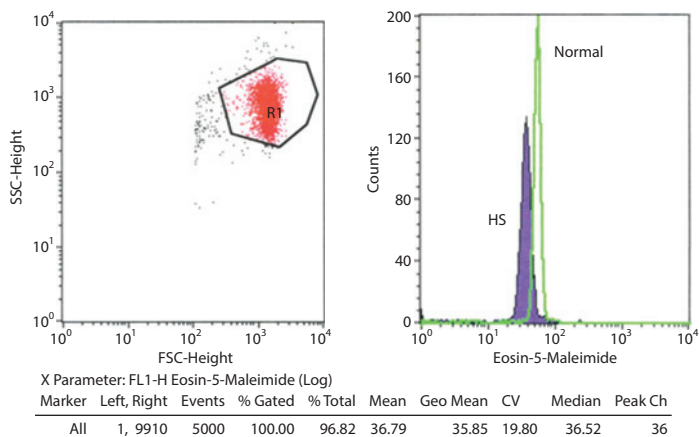 10⁴
10³
10²
10¹
10⁰
SSC-Height
R1
10⁰ 10¹ 10² 10³ 10⁴
FSC-Height
200
160
120
80
40
0
Counts
Normal
HS
10⁰ 10¹ 10² 10³ 10⁴
Eosin-5-Maleimide
X Parameter: FL1-H Eosin-5-Maleimide (Log)
Marker Left, Right Events % Gated % Total Mean Geo Mean CV Median Peak Ch
All 1, 9910 5000 100.00 96.82 36.79 35.85 19.80 36.52 36